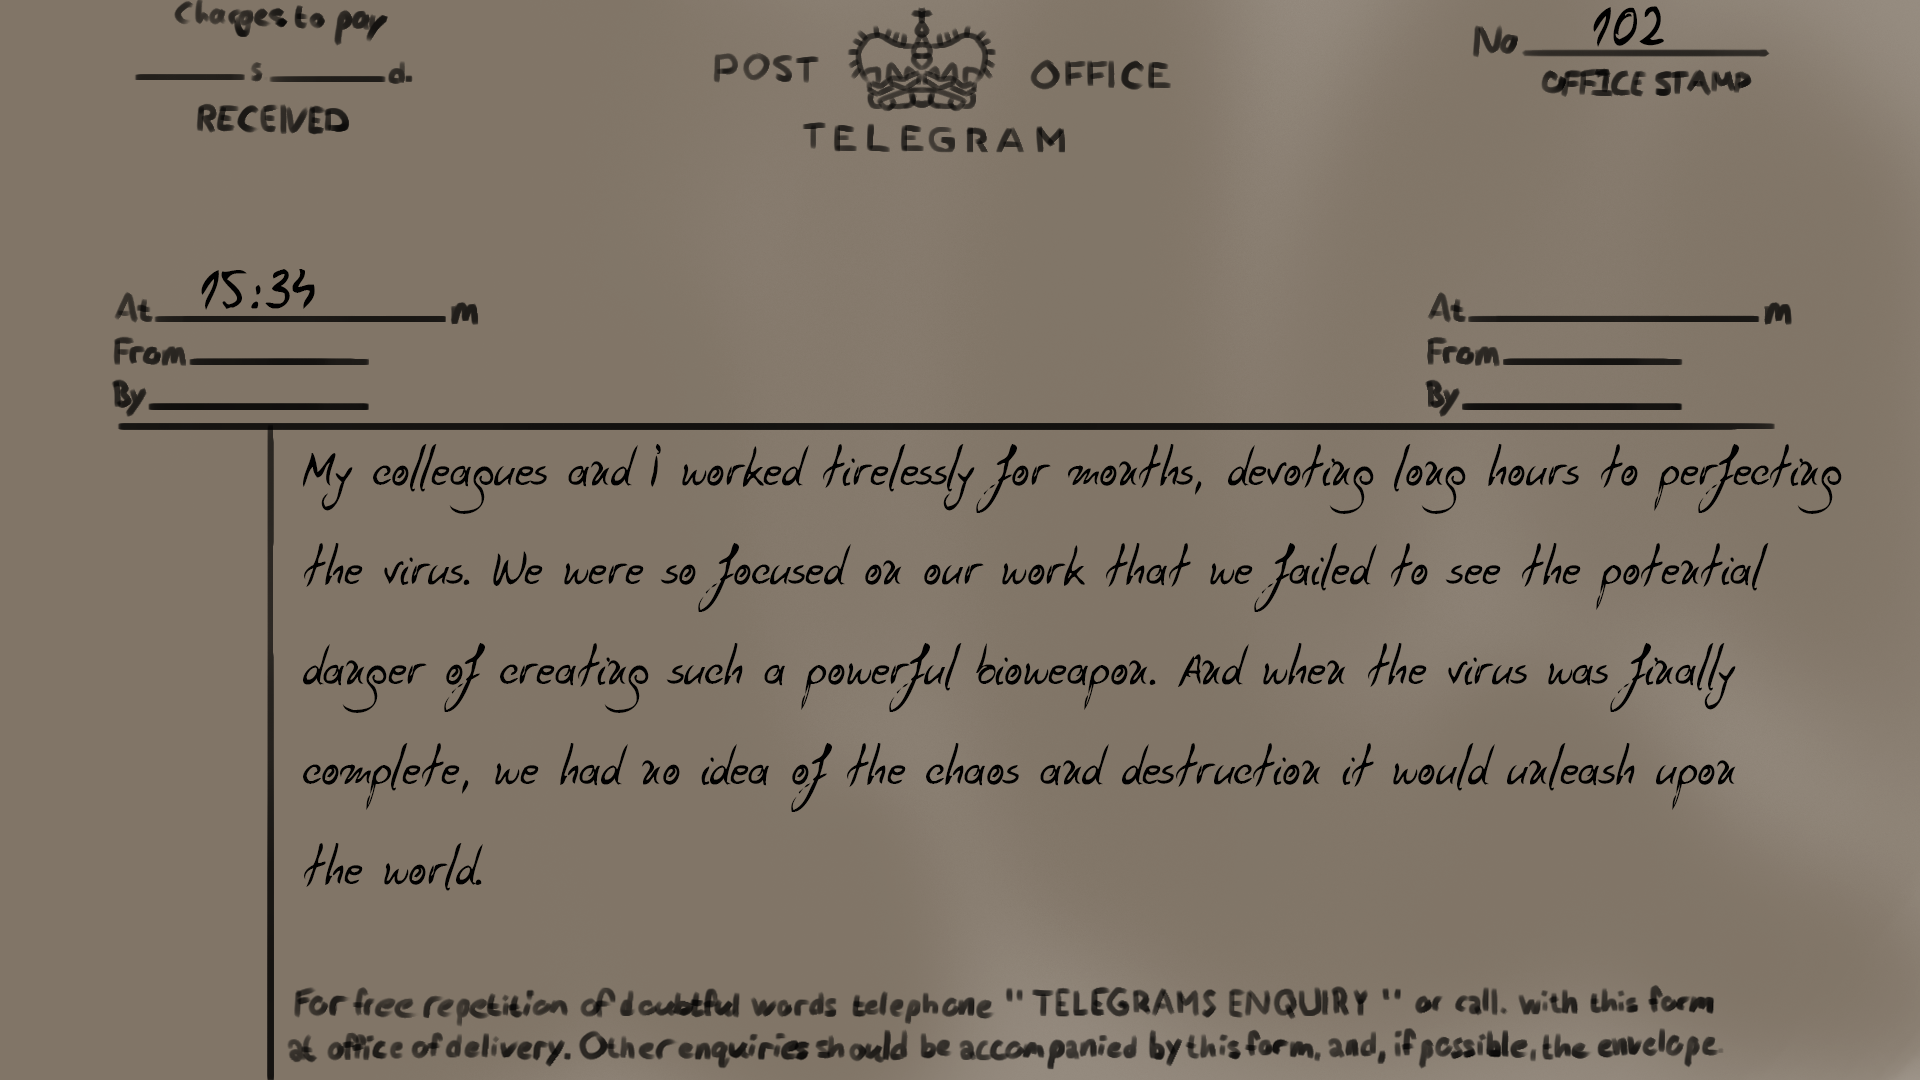 Charges to pay
s d.
RECEIVED
POST OFFICE
TELEGRAM
No 102
OFFICE STAMP
At 15:34 m
From
By
At m
From
By
My colleagues and i worked tirelessly for months, devoting long hours to perfecting
the virus. We were so focused on our work that we failed to see the potential
danger of creating such a powerful bioweapon. And when the virus was finally
complete, we had no idea of the chaos and destruction it would unleash upon
the world.
For free repetition of doubtful words telephone "TELEGRAMS ENQUIRY" or call. with this form
at office of delivery. Other enquiries should be accompanied by this form, and, if possible, the envelope.